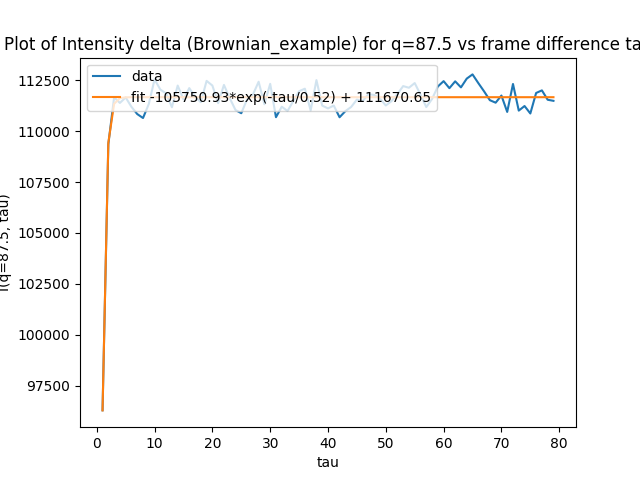 Plot of Intensity delta (Brownian_example) for q=87.5 vs frame difference ta
data
fit -105750.93*exp(-tau/0.52) + 111670.65
112500
110000
107500
105000
102500
100000
97500
I(q=87.5, tau)
0 10 20 30 40 50 60 70 80
tau